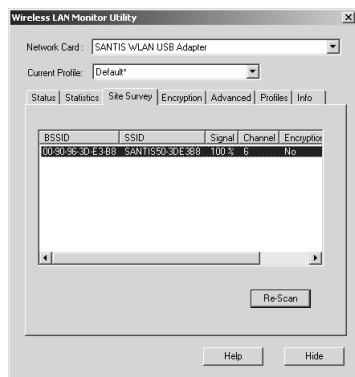 Wireless LAN Monitor Utility
Network Card : SANTIS WLAN USB Adapter
Current Profile: Default*
Status Statistics Site Survey Encryption Advanced Profiles Info
BSSID SSID Signal Channel Encryption
00-90-96-3D-E3-B8 SANTIS50-3DE3B8 100 % 6 No
Re-Scan
Help Hide